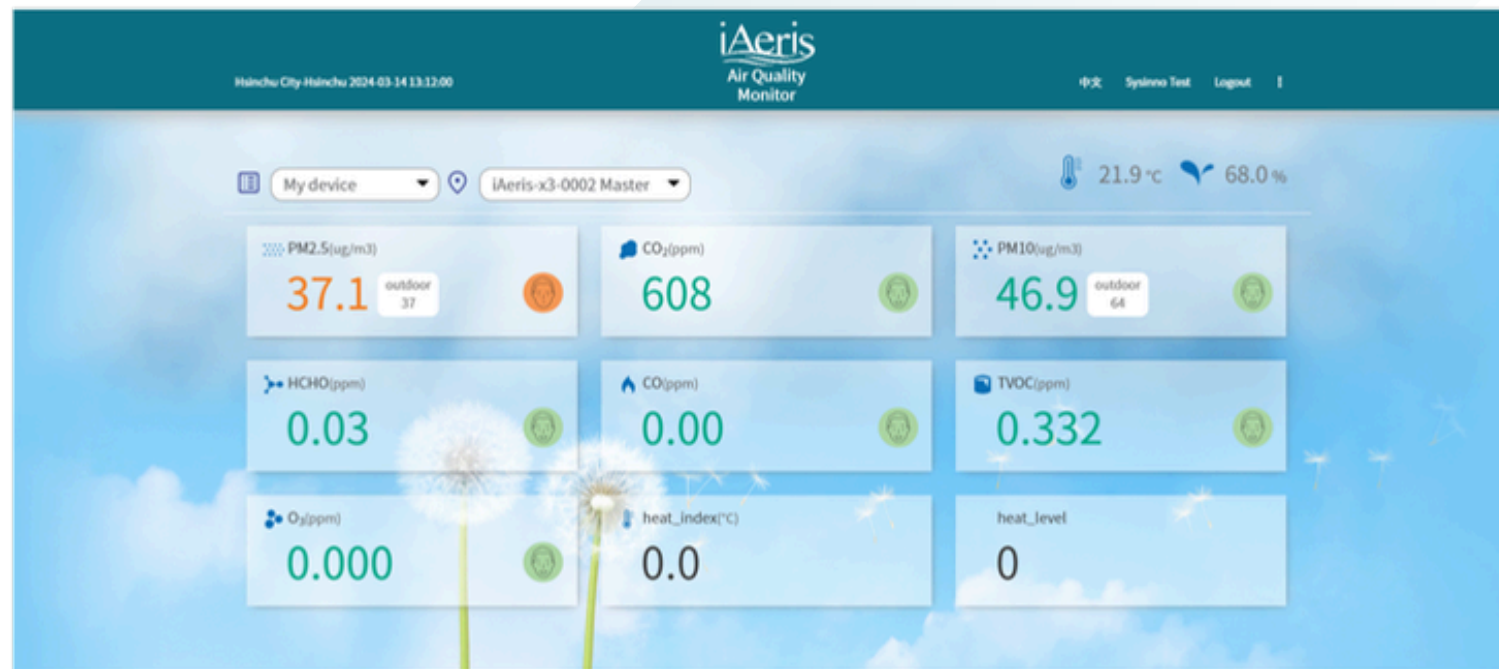 iAeris
Air Quality
Monitor
Hsinchu City-Hsinchu 2024-03-14 13:12:00
中文 Sysinno Test Logout
My device
iAeris-x3-0002 Master
21.9 °C
68.0 %
PM2.5(ug/m3)
37.1
outdoor
37
CO₂(ppm)
608
PM10(ug/m3)
46.9
outdoor
64
HCHO(ppm)
0.03
CO(ppm)
0.00
TVOC(ppm)
0.332
O₃(ppm)
0.000
heat_index(°C)
0.0
heat_level
0